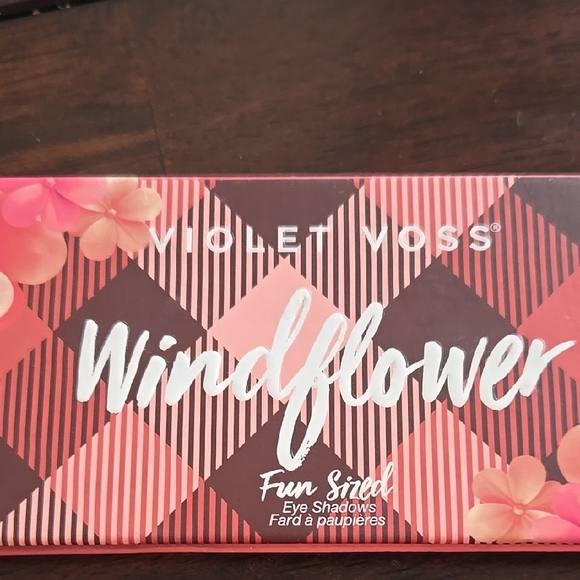 VIOLET VOSS®
Windflower
Fun Sized
Eye Shadows
Fard à paupières